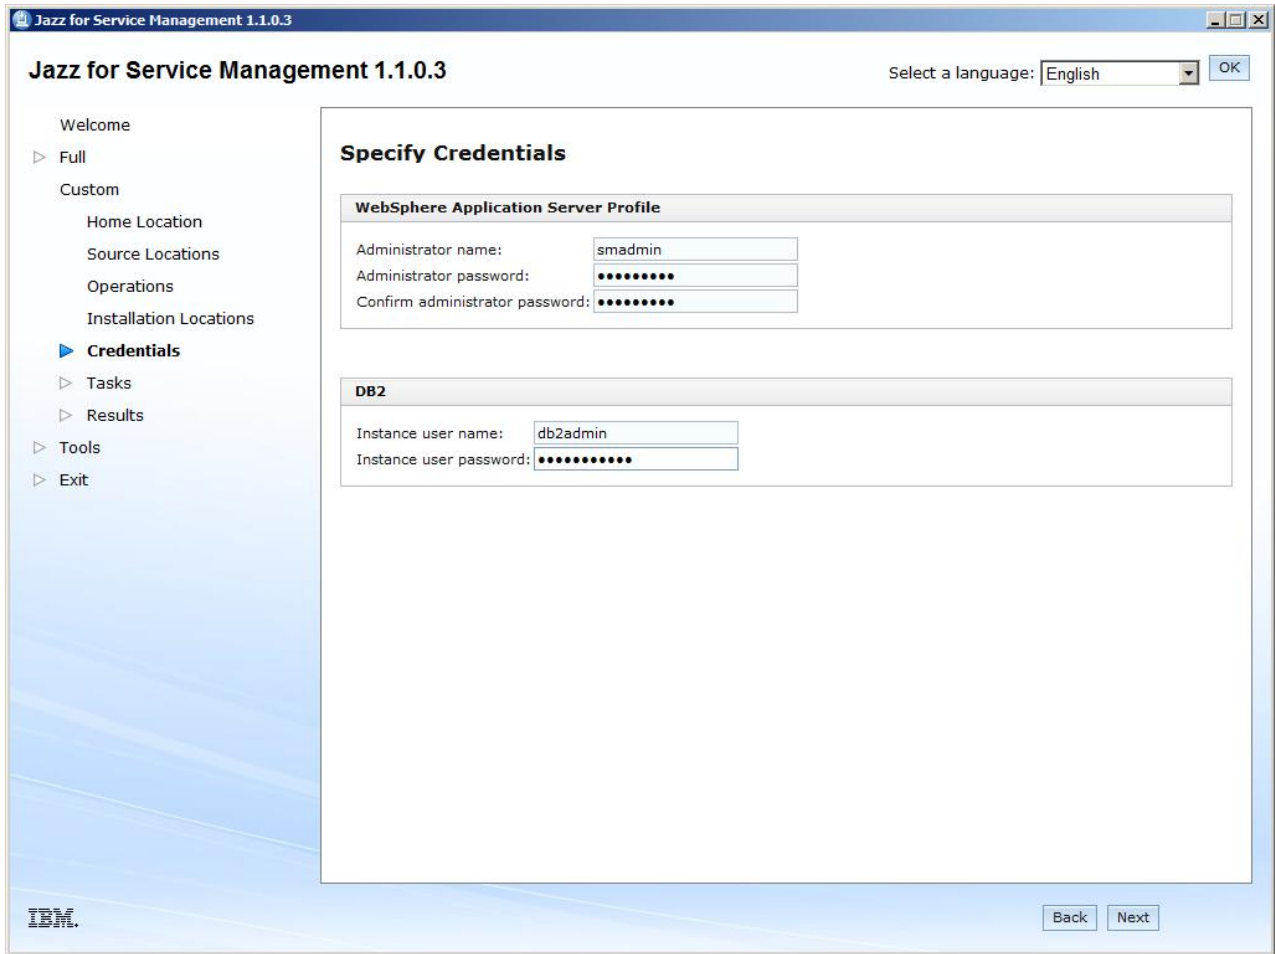 Jazz for Service Management 1.1.0.3
Jazz for Service Management 1.1.0.3
Select a language: English OK
Welcome
Full
Custom
Home Location
Source Locations
Operations
Installation Locations
Credentials
Tasks
Results
Tools
Exit
Specify Credentials
WebSphere Application Server Profile
Administrator name: smadmin
Administrator password: •••••••••
Confirm administrator password: •••••••••
DB2
Instance user name: db2admin
Instance user password: •••••••••••
IBM.
Back Next